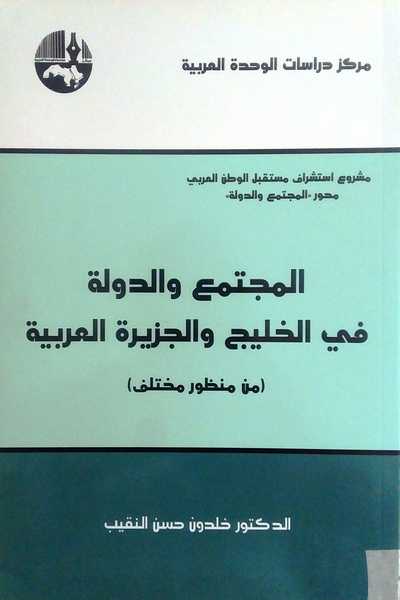 مركز دراسات الوحدة العربية
مشروع استشراف مستقبل الوطن العربي
محور «المجتمع والدولة»
المجتمع والدولة
في الخليج والجزيرة العربية
(من منظور مختلف)
الدكتور خلدون حسن النقيب